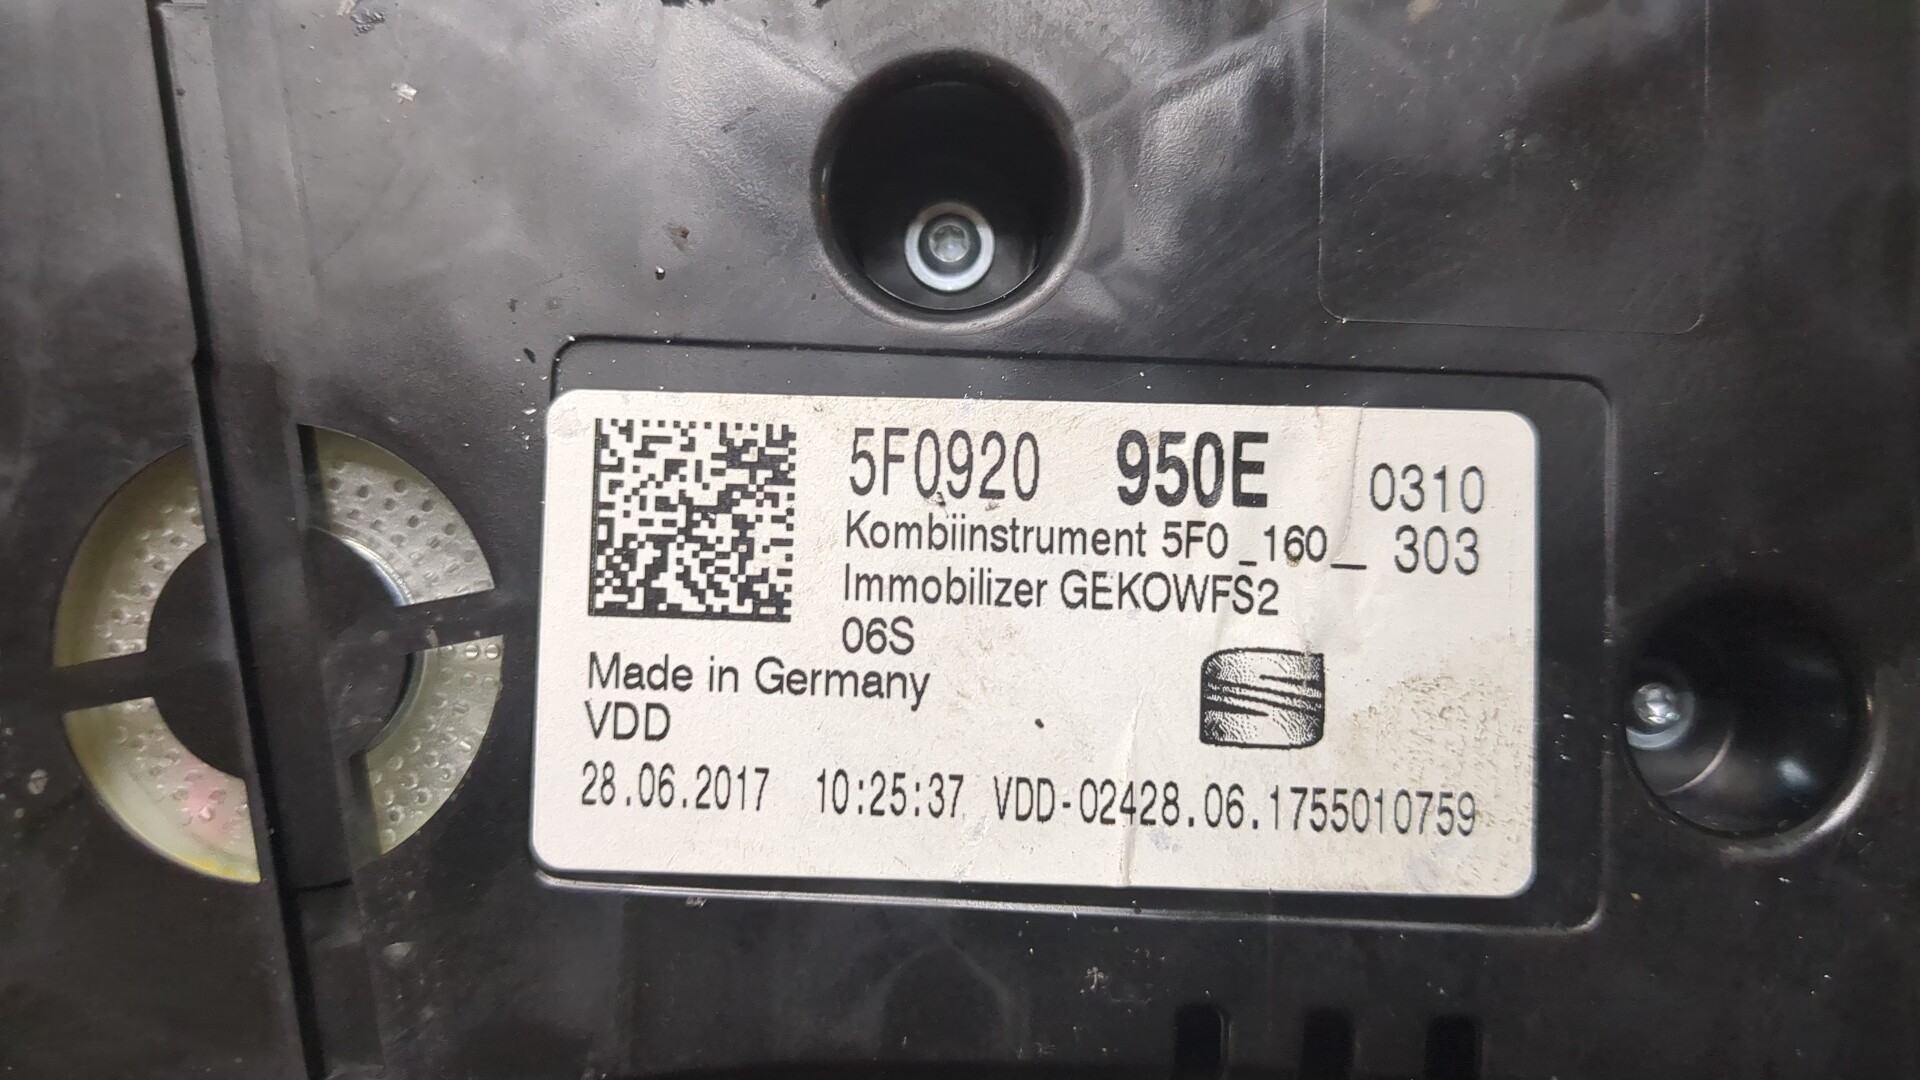 5F0920 950E 0310
Kombiinstrument 5F0_160_ 303
Immobilizer GEKOWFS2
06S
Made in Germany
VDD
28.06.2017 10:25:37 VDD-02428.06.1755010759